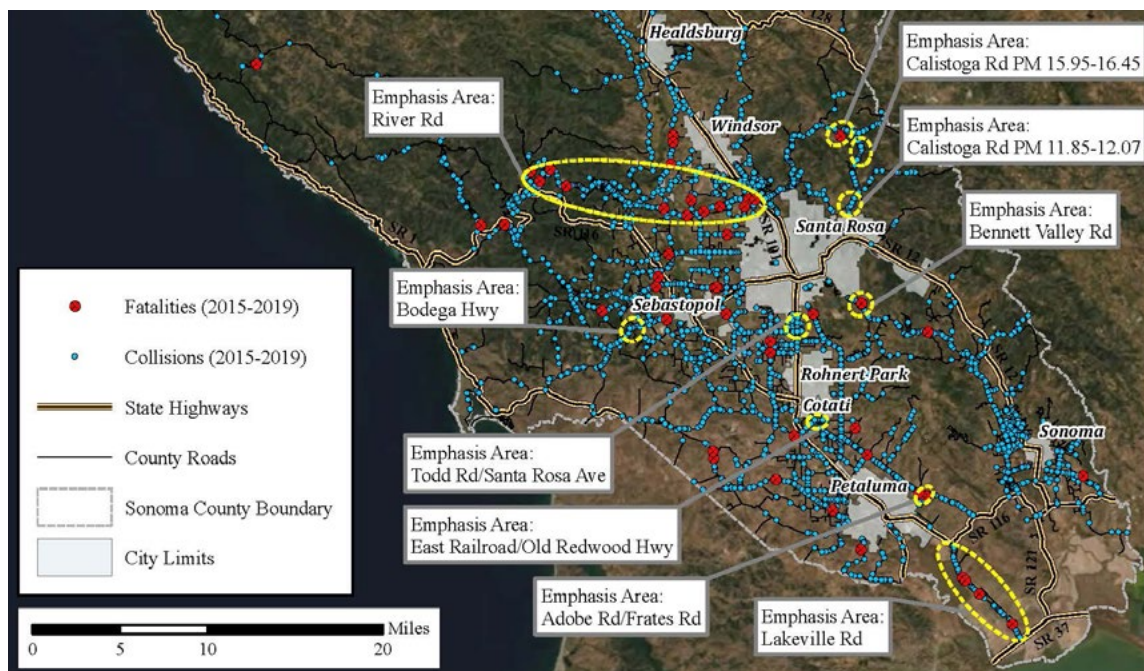 Healdsburg
128
Emphasis Area:
Calistoga Rd PM 15.95-16.45
Emphasis Area:
River Rd
Windsor
Emphasis Area:
Calistoga Rd PM 11.85-12.07
SR 116
SR 101
Santa Rosa
Emphasis Area:
Bennett Valley Rd
SR 1
SR 12
Fatalities (2015-2019)
Collisions (2015-2019)
State Highways
County Roads
Sonoma County Boundary
City Limits
Emphasis Area:
Bodega Hwy
Sebastopol
Rohnert Park
Cotati
SR 12
Sonoma
Emphasis Area:
Todd Rd/Santa Rosa Ave
Petaluma
Emphasis Area:
East Railroad/Old Redwood Hwy
SR 116
SR 121
Emphasis Area:
Adobe Rd/Frates Rd
Emphasis Area:
Lakeville Rd
SR 37
Miles
0 5 10 20